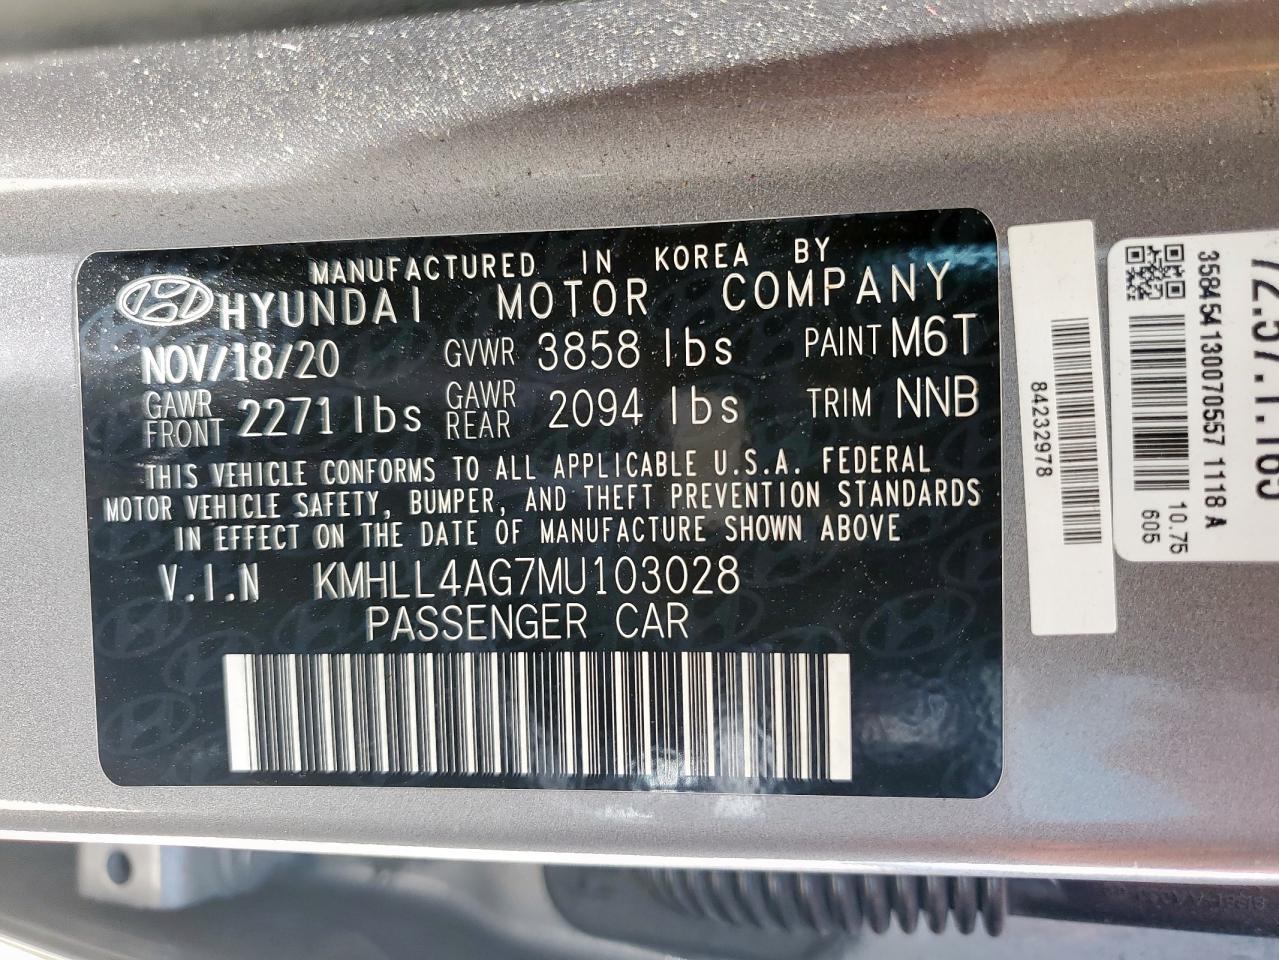 MANUFACTURED IN KOREA BY
HYUNDAI MOTOR COMPANY
NOV/18/20 GVWR 3858 lbs PAINT M6T
GAWR FRONT 2271 lbs GAWR REAR 2094 lbs TRIM NNB
THIS VEHICLE CONFORMS TO ALL APPLICABLE U.S.A. FEDERAL
MOTOR VEHICLE SAFETY, BUMPER, AND THEFT PREVENTION STANDARDS
IN EFFECT ON THE DATE OF MANUFACTURE SHOWN ABOVE
V.I.N KMHLL4AG7MU103028
PASSENGER CAR
84232978
358454130070557 1118 A
10.75
605